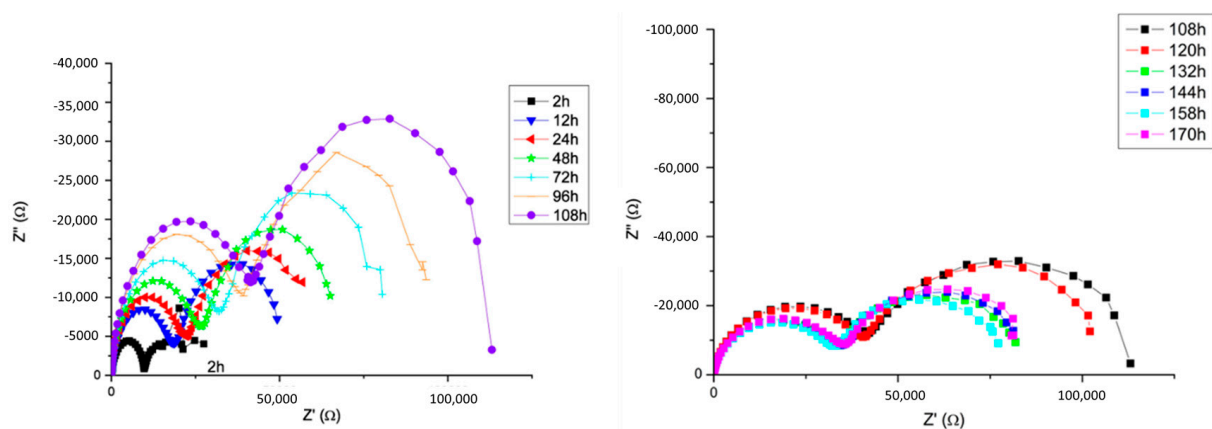 -40,000
-35,000
-30,000
-25,000
-20,000
-15,000
-10,000
-5000
0
Z" (Ω)
0
50,000
100,000
Z' (Ω)
2h
2h
12h
24h
48h
72h
96h
108h
-100,000
-80,000
-60,000
-40,000
-20,000
0
Z" (Ω)
0
50,000
100,000
Z' (Ω)
108h
120h
132h
144h
158h
170h